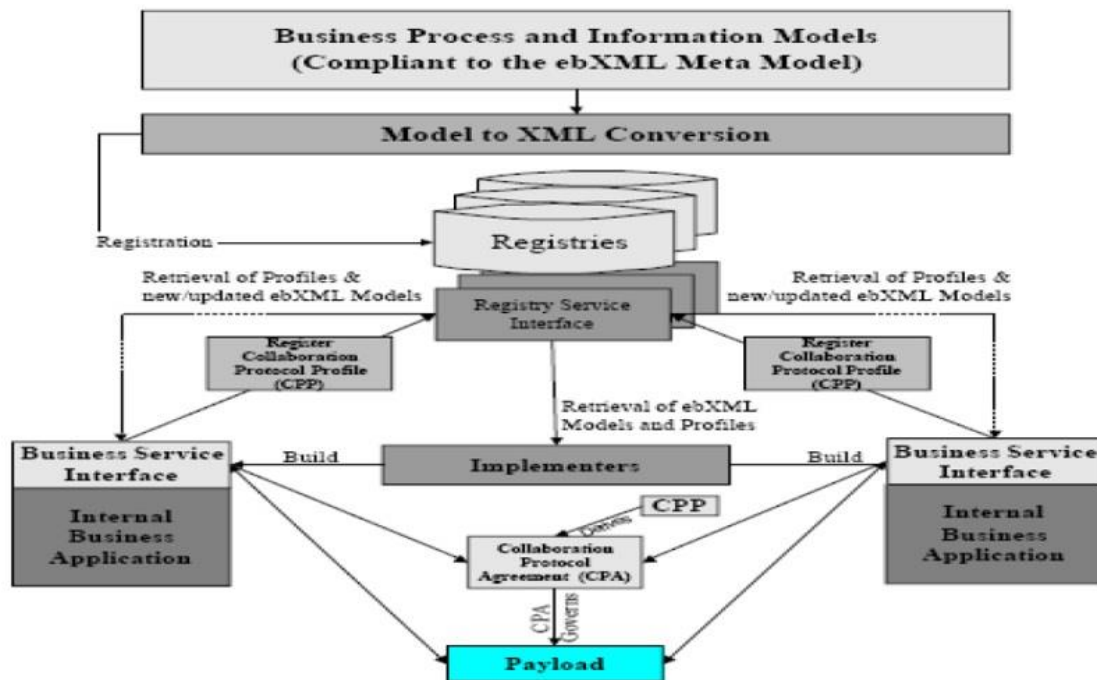 Business Process and Information Models
(Compliant to the ebXML Meta Model)
Model to XML Conversion
Registries
Registration
Retrieval of Profiles &
new/updated ebXML Models
Retrieval of Profiles &
new/updated ebXML Models
Registry Service
Interface
Register
Collaboration
Protocol Profile
(CPP)
Register
Collaboration
Protocol Profile
(CPP)
Retrieval of ebXML
Models and Profiles
Business Service
Interface
Build
Implementers
Build
Business Service
Interface
Internal
Business
Application
CPP
Derives
Internal
Business
Application
Collaboration
Protocol
Agreement (CPA)
CPA
Governs
Payload